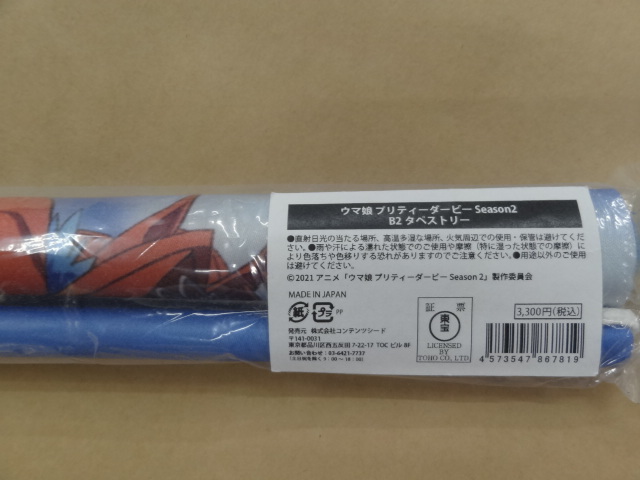 ウマ娘 プリティーダービー Season2
B2 タペストリー
●直射日光の当たる場所、高温多湿な場所、火気周辺での使用・保管は避けてくだ
さい。●雨や汗による濡れた状態でのご使用や摩擦（特に湿った状態での摩擦）に
より色落ちや色移りする恐れがありますのでご注意ください。●用途以外のご使用
は避けてください。
©2021 アニメ「ウマ娘 プリティーダービー Season 2」製作委員会
MADE IN JAPAN
紙 プラ PP
発売元 株式会社コンテンツシード
〒141-0031
東京都品川区西五反田 7-22-17 TOC ビル 8F
お問い合わせ：03-6421-7737
（土日祝を除く 9：00 〜 18：00）
証 票
東宝
LICENSED
BY
TOHO CO., LTD
3,300円(税込)
4 573547 867819